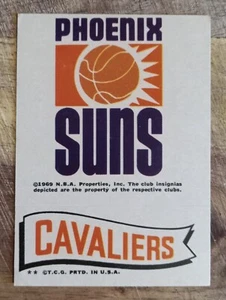 PHOENIX
SUNS
©1969 N.B.A. Properties, Inc. The club insignias
depicted are the property of the respective clubs.
CAVALIERS
** ©T.C.G. PRTD. IN U.S.A.